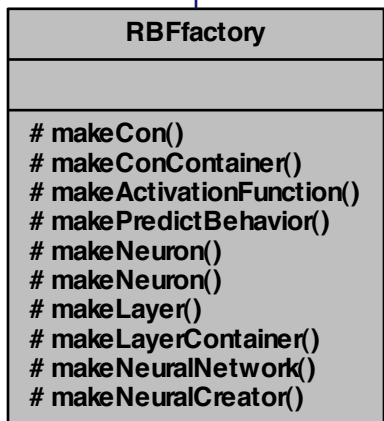 RBFfactory
# makeCon()
# makeConContainer()
# makeActivationFunction()
# makePredictBehavior()
# makeNeuron()
# makeNeuron()
# makeLayer()
# makeLayerContainer()
# makeNeuralNetwork()
# makeNeuralCreator()